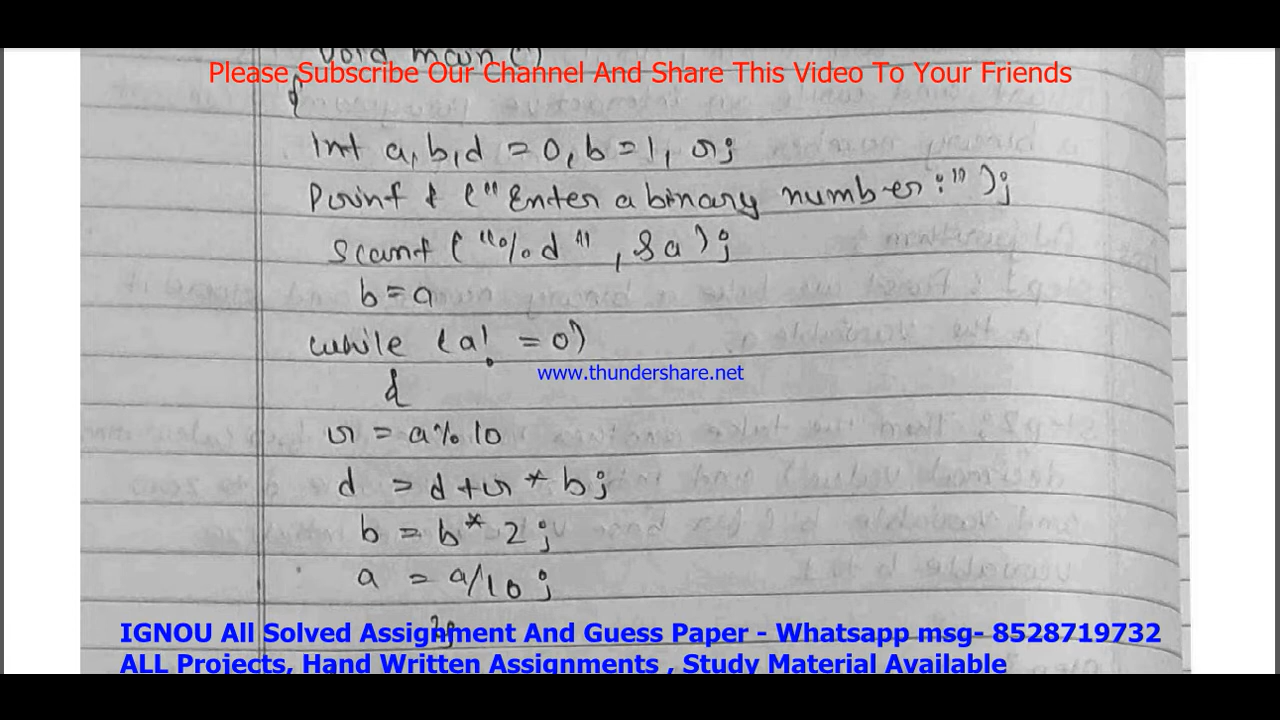 void main()
Please Subscribe Our Channel And Share This Video To Your Friends
{
Int a, b, d = 0, b = 1, r;
Printf ("Enter a binary number:");
Scanf ("%d", &a);
b = a
while (a! = 0)
www.thundershare.net
{
r = a% 10
d = d + r * b;
b = b * 2;
a = a/10;
IGNOU All Solved Assignment And Guess Paper - Whatsapp msg- 8528719732
ALL Projects, Hand Written Assignments , Study Material Available